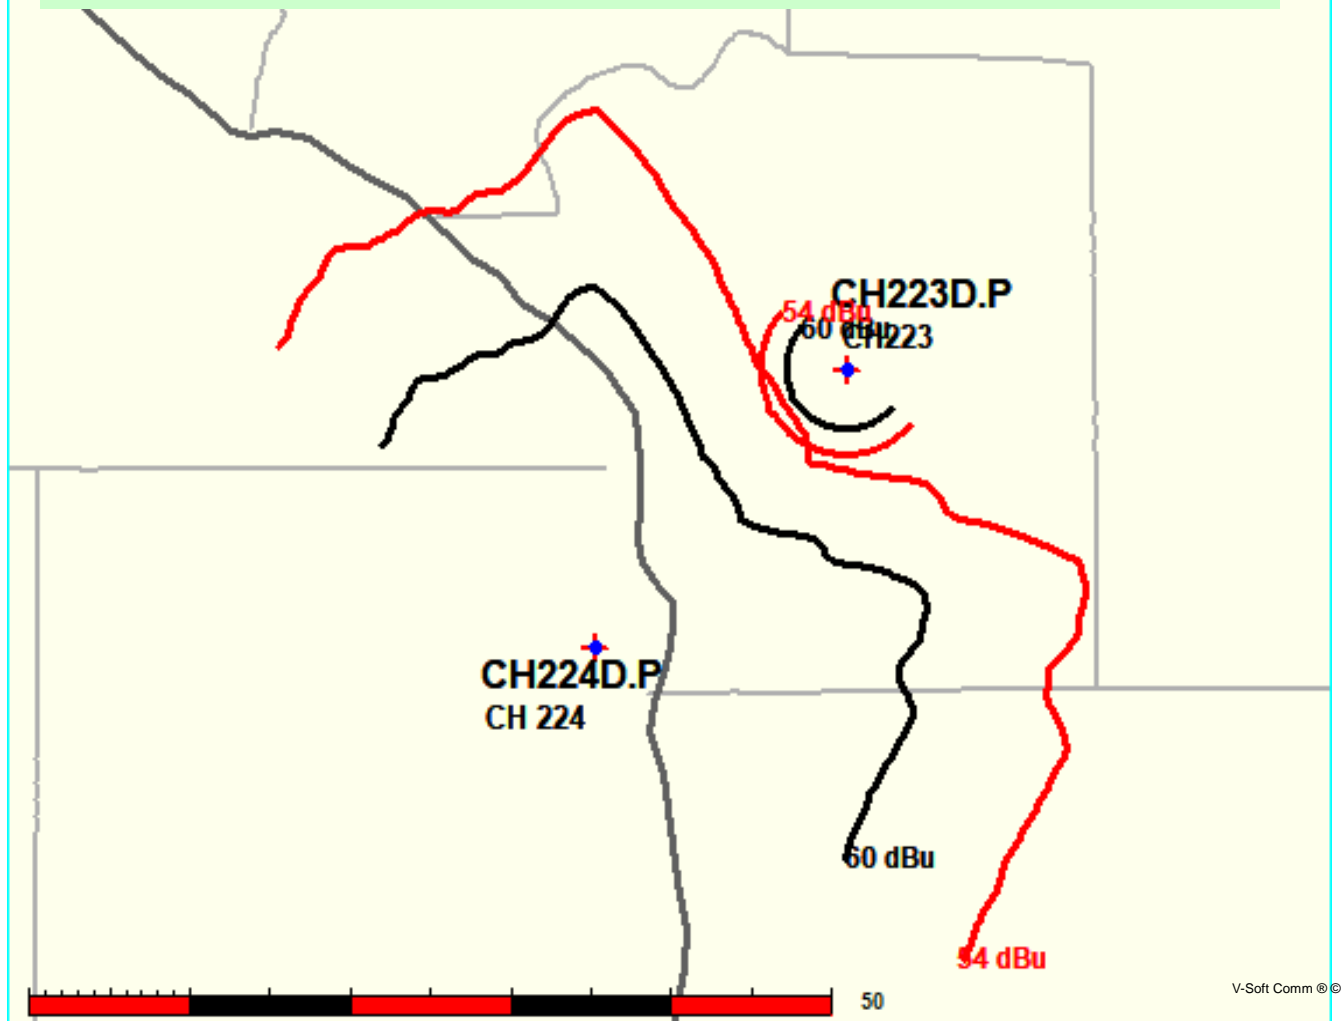 CH223D.P
54 dBu
60 dBu
CH223
CH224D.P
CH 224
60 dBu
54 dBu
V-Soft Comm ® ©
50